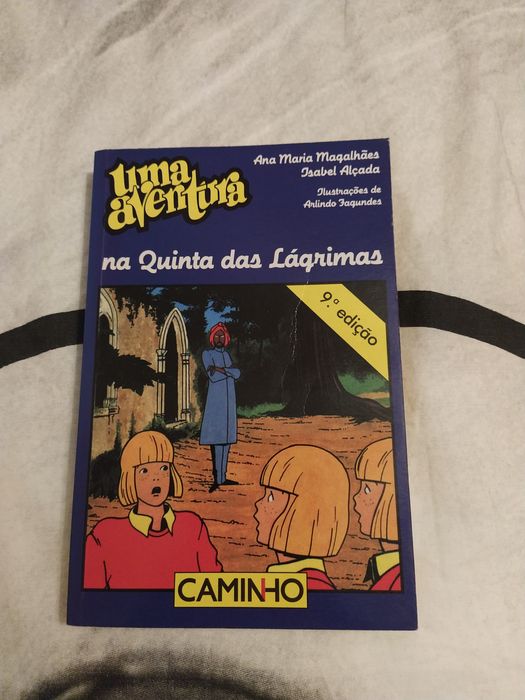 uma
aventura
Ana Maria Magalhães
Isabel Alçada
Ilustrações de
Arlindo Fagundes
na Quinta das Lágrimas
9.ª edição
CAMINHO